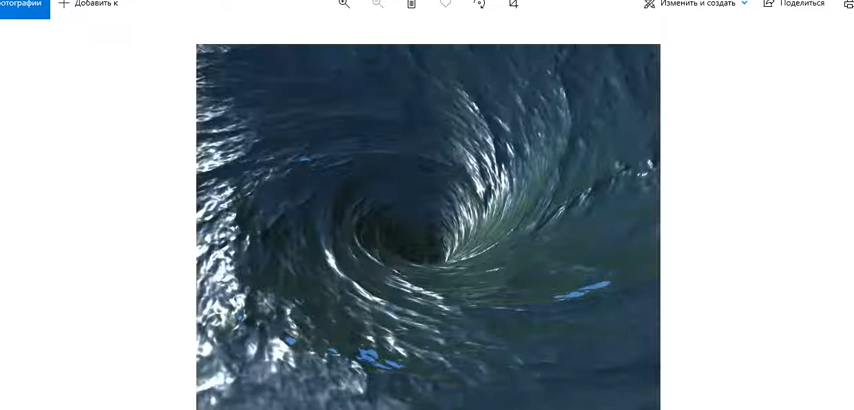 отографии
Добавить к
Изменить и создать
Поделиться